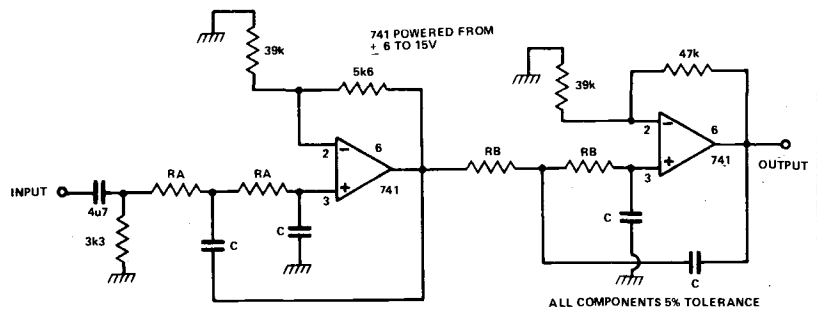 741 POWERED FROM
± 6 TO 15V
39k
5k6
2
6
3
741
INPUT
4u7
3k3
RA
RA
C
C
39k
47k
2
6
3
741
RB
RB
C
C
OUTPUT
ALL COMPONENTS 5% TOLERANCE